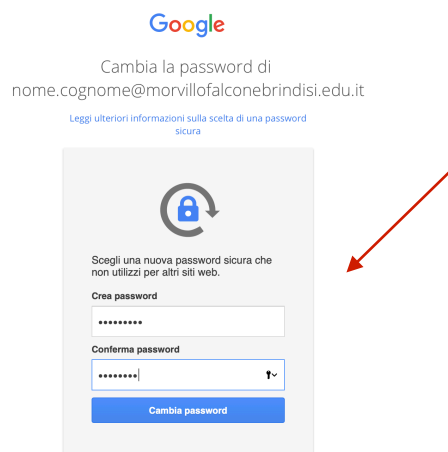 Google
Cambia la password di
nome.cognome@morvillofalconebrindisi.edu.it
Leggi ulteriori informazioni sulla scelta di una password
sicura
Scegli una nuova password sicura che
non utilizzi per altri siti web.
Crea password
•••••••••
Conferma password
••••••••
Cambia password